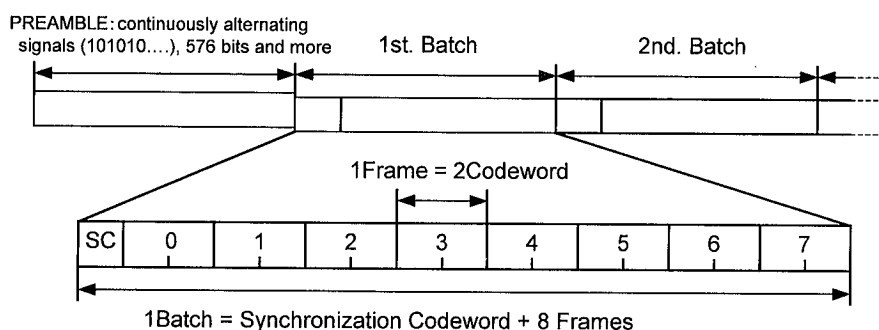 PREAMBLE: continuously alternating
signals (101010....), 576 bits and more
1st. Batch
2nd. Batch
1Frame = 2Codeword
SC 0 1 2 3 4 5 6 7
1Batch = Synchronization Codeword + 8 Frames